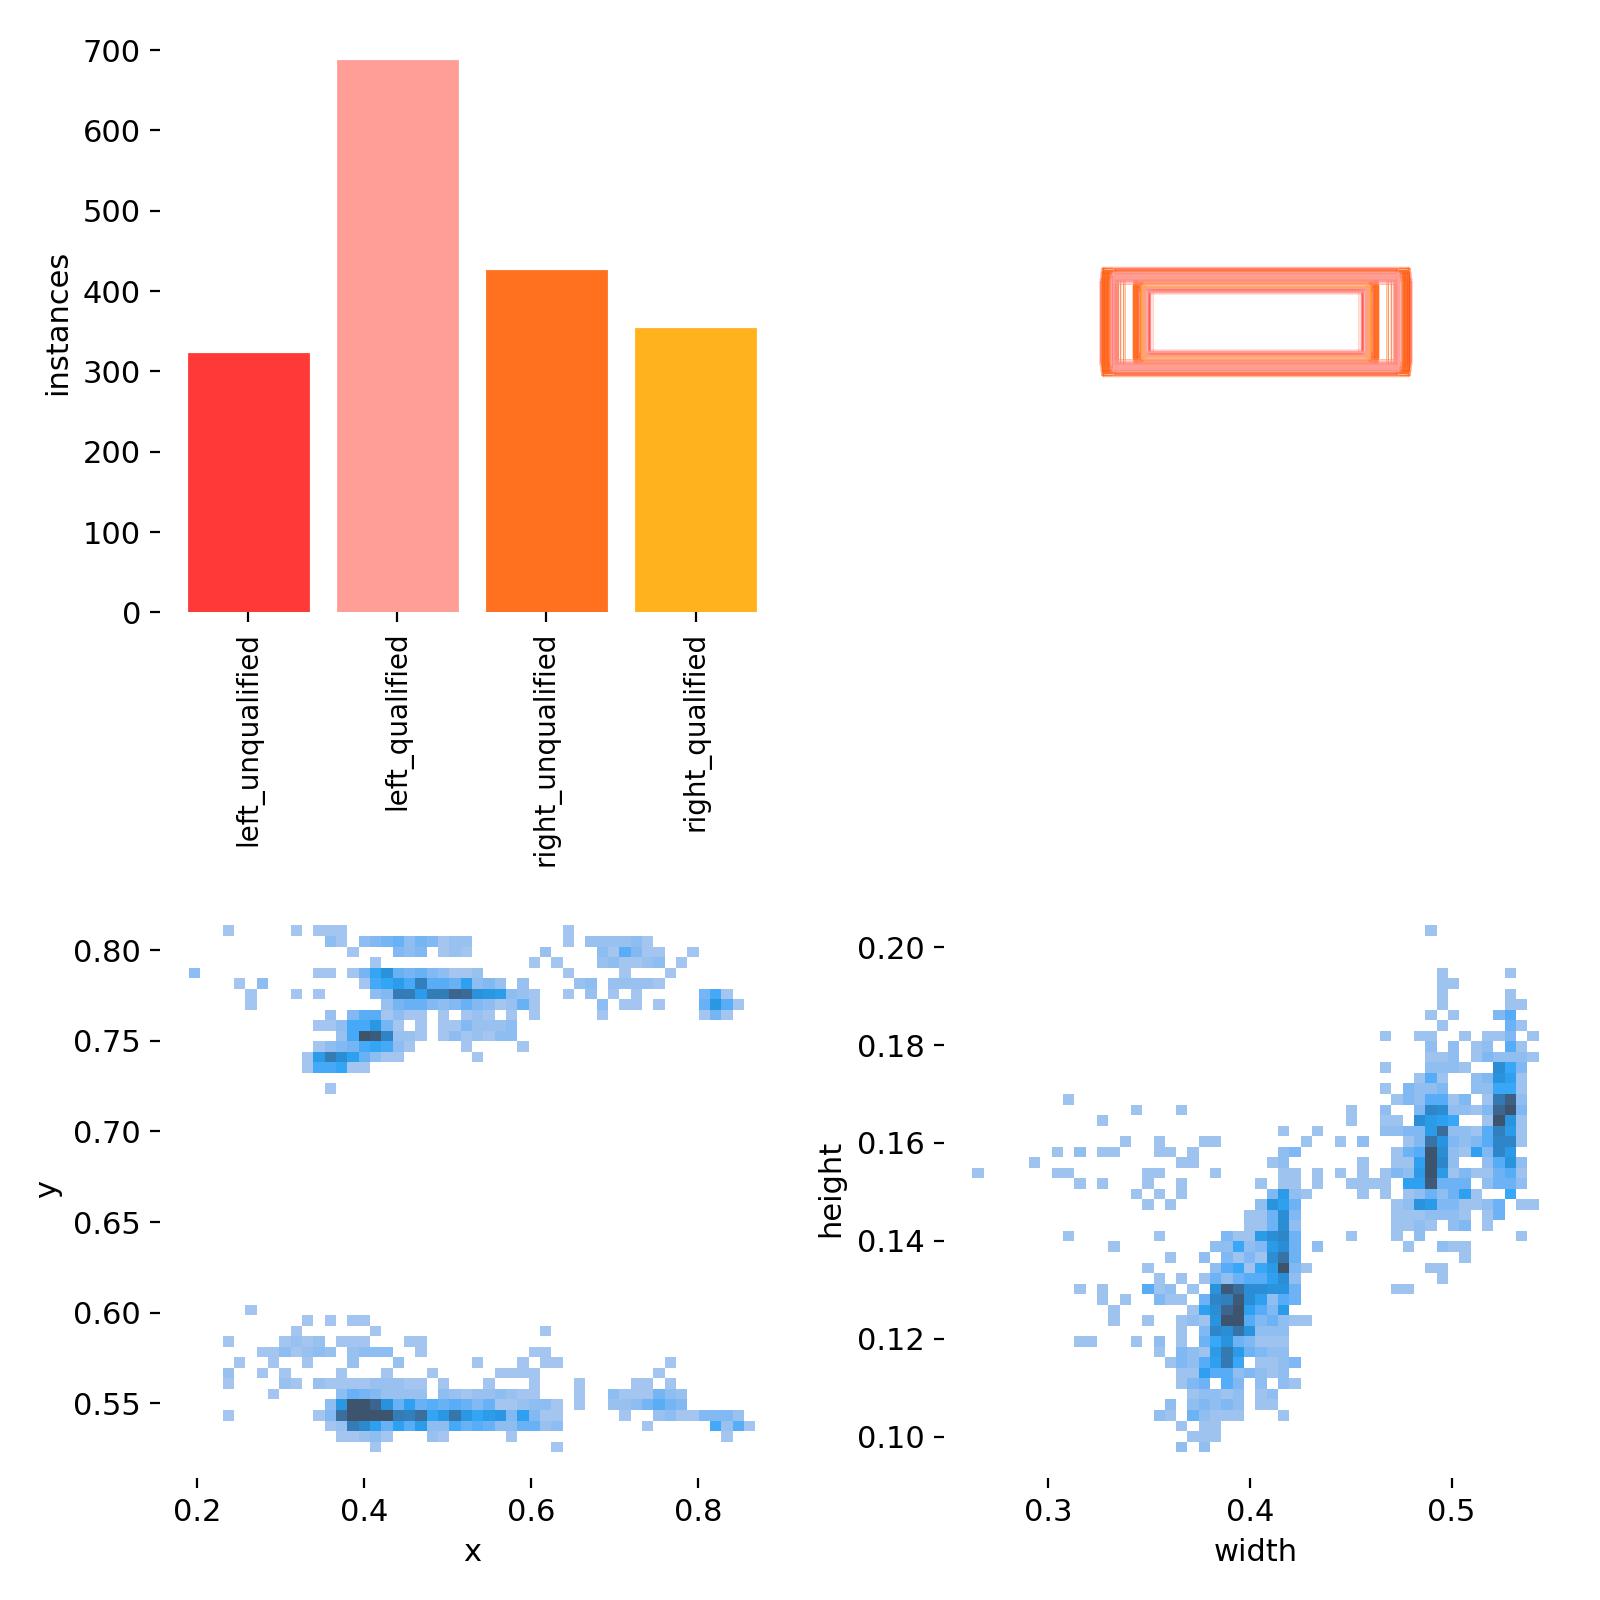 700
600
500
400
300
200
100
0
instances
left_unqualified
left_qualified
right_unqualified
right_qualified
0.80
0.75
0.70
0.65
0.60
0.55
y
0.2 0.4 0.6 0.8
x
0.20
0.18
0.16
0.14
0.12
0.10
height
0.3 0.4 0.5
width